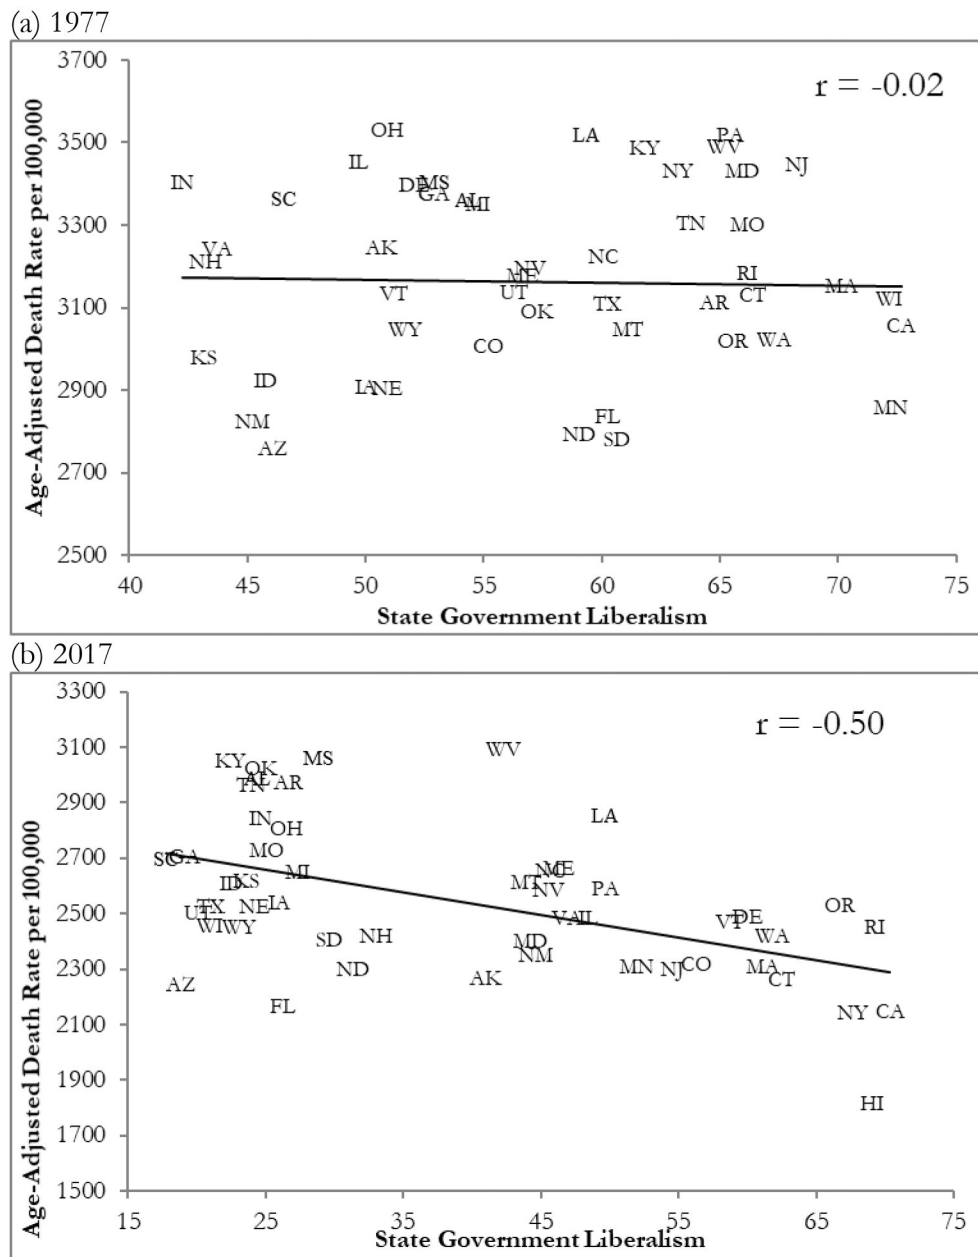 (a) 1977
3700
r = -0.02
OH
LA
PA
3500
KY
WV
IL
NJ
NY
MD
IN
DE
MS
GA
SC
AL
MI
3300
TN
MO
VA
AK
NC
NH
NV
ME
RI
UT
VT
MA
CT
WI
3100
TX
AR
OK
WY
MT
CA
CO
OR
WA
KS
ID
2900
IA
NE
MN
NM
FL
ND
SD
AZ
2700
2500
40 45 50 55 60 65 70 75
State Government Liberalism
Age-Adjusted Death Rate per 100,000
(b) 2017
3300
r = -0.50
3100
WV
KY
OK
MS
AL
TN
AR
2900
IN
LA
OH
MO
2700
SC
GA
MI
NC
ME
ID
KS
MT
NV
PA
TX
NE
IA
OR
2500
UT
VA
IL
VT
DE
WI
WY
RI
SD
NH
MD
WA
NM
2300
ND
MN
NJ
CO
MA
AZ
AK
CT
FL
NY
CA
2100
1900
HI
1700
1500
15 25 35 45 55 65 75
State Government Liberalism
Age-Adjusted Death Rate per 100,000